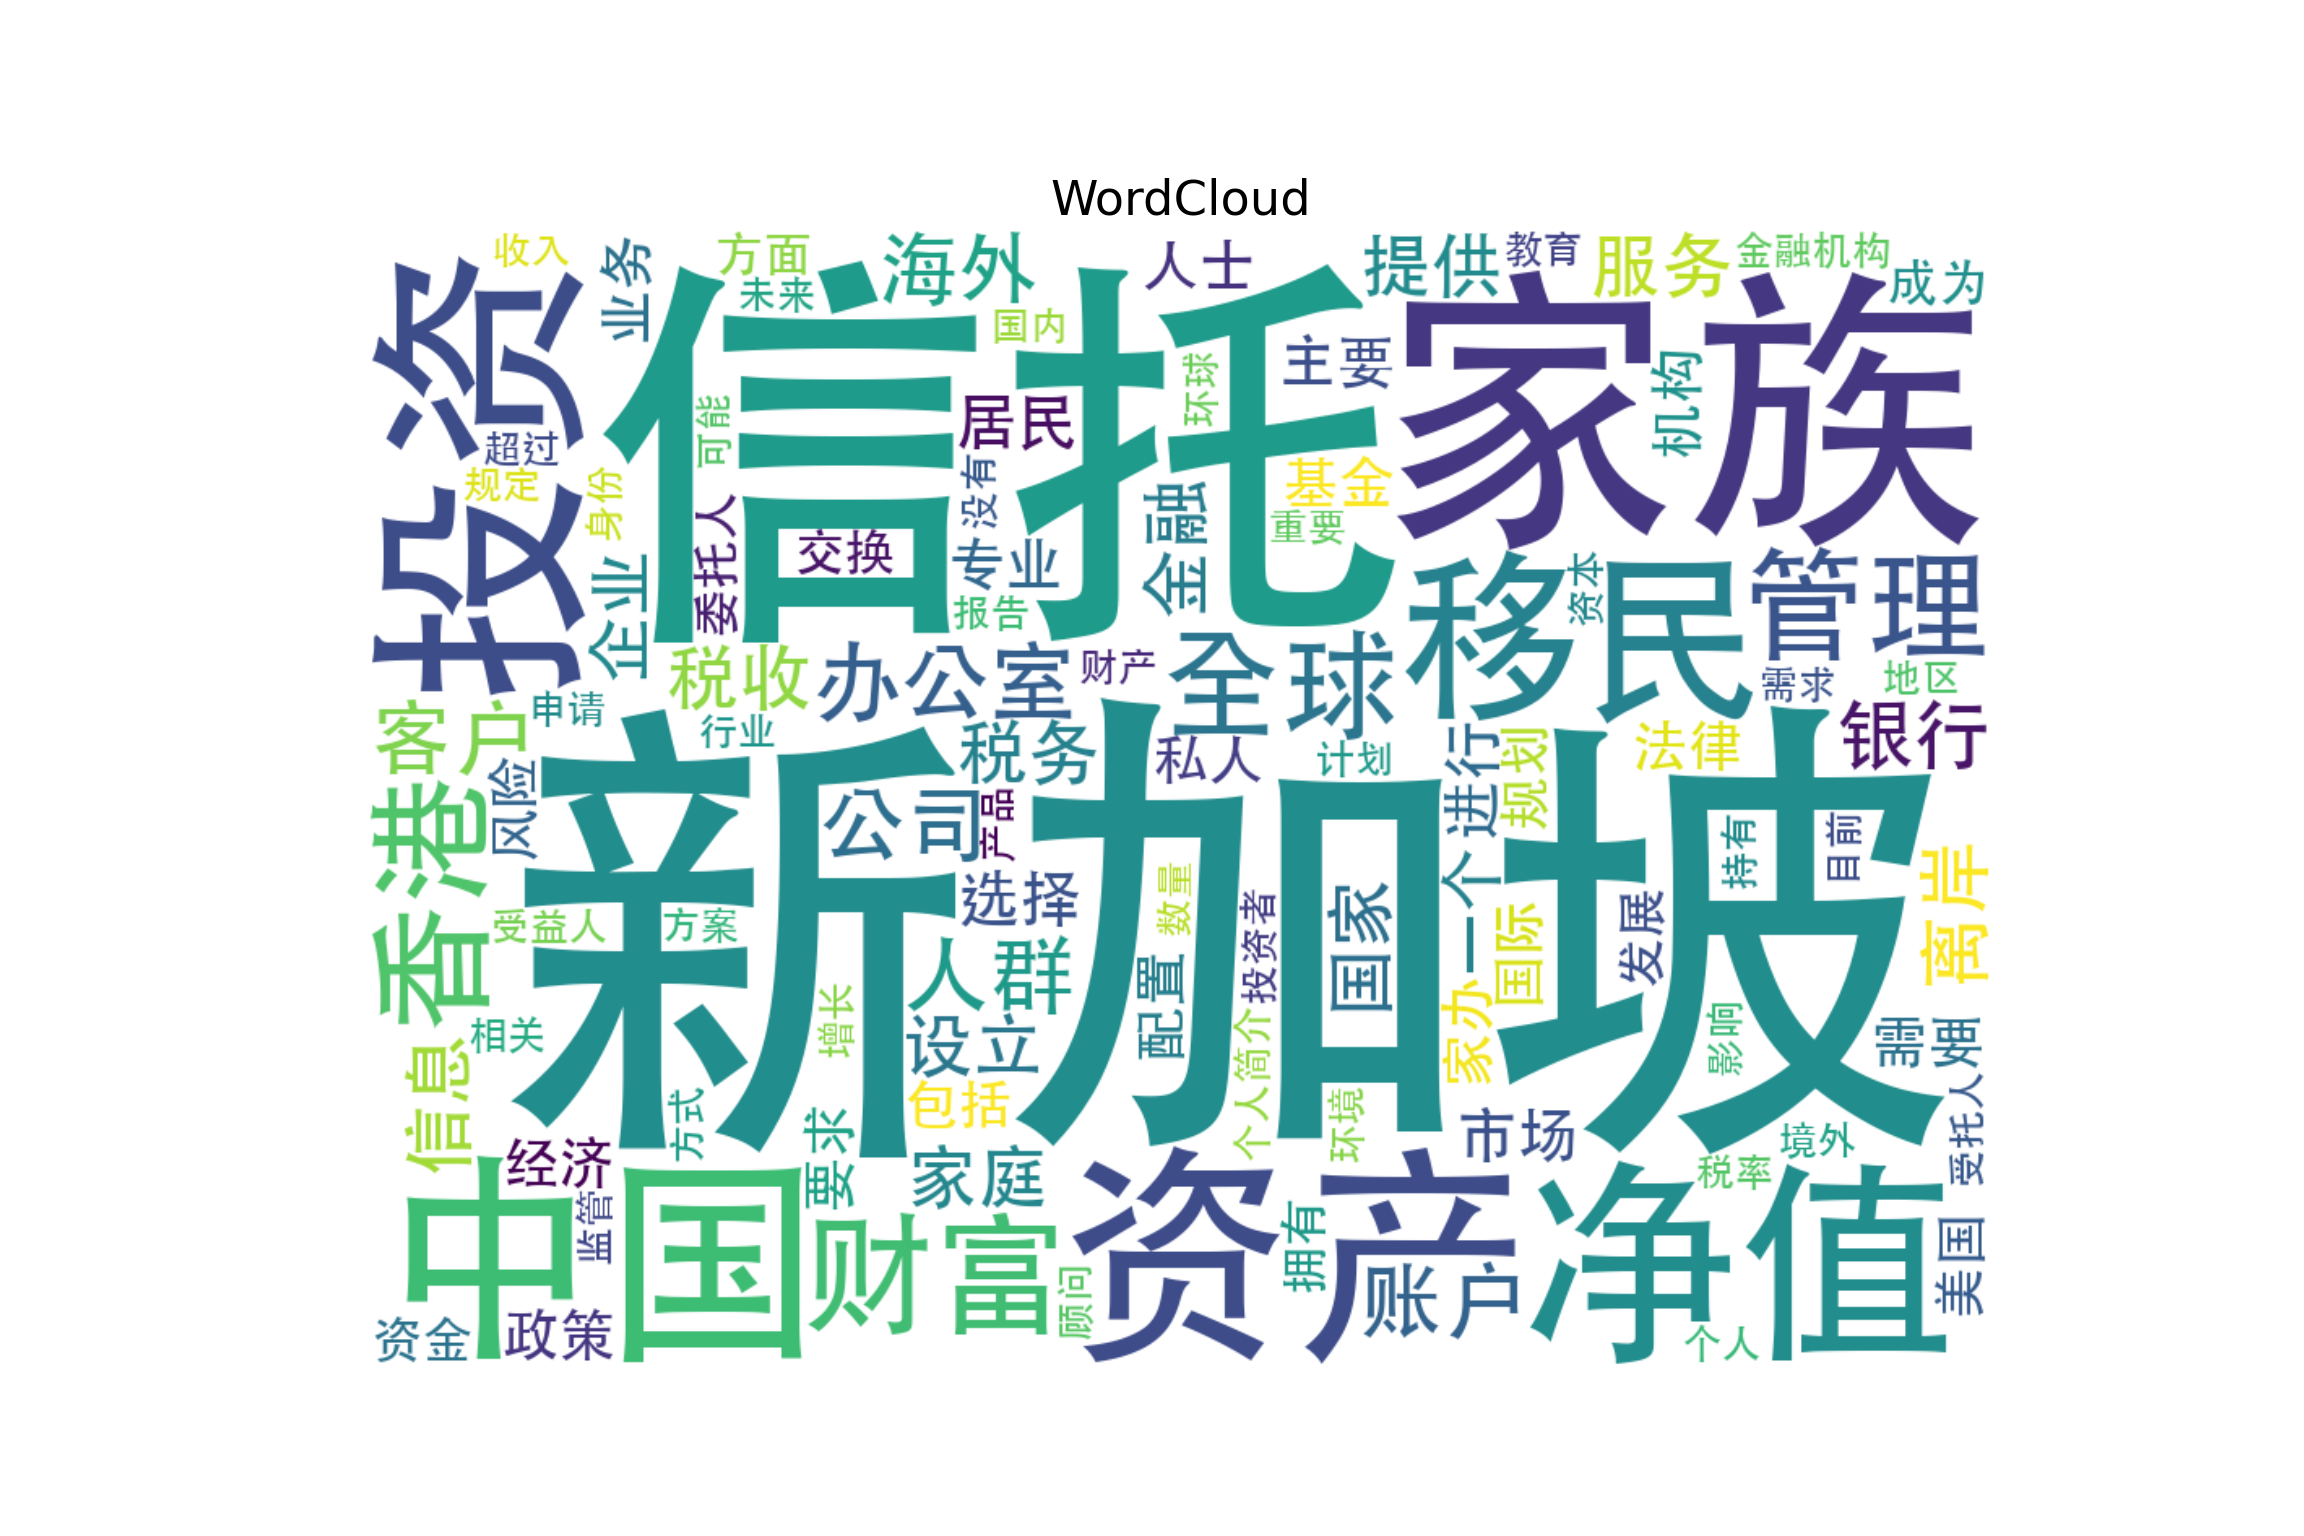 WordCloud
收入
业务
方面
未来
海外
人士
提供
教育
服务
金融机构
成为
投资
信托
家族
国内
环球
主要
机构
可能
居民
超过
规定
身份
没有
基金
金融
重要
委托人
交换
专业
企业
报告
移民
资本
管理
税收
办公室
财产
全球
需求
地区
客户
申请
行业
税务
私人
计划
进行
规划
法律
银行
新加坡
香港
风险
公司
产品
持有
目前
选择
数量
投资者
国家
一个
国际
发展
离岸
受益人
方案
人群
配置
家办
相关
增长
设立
个人简介
影响
需要
信息
方式
要求
包括
环境
市场
境外
受托人
经济
家庭
税率
中国
监管
财富
资产
拥有
净值
美国
顾问
账户
资金
政策
个人